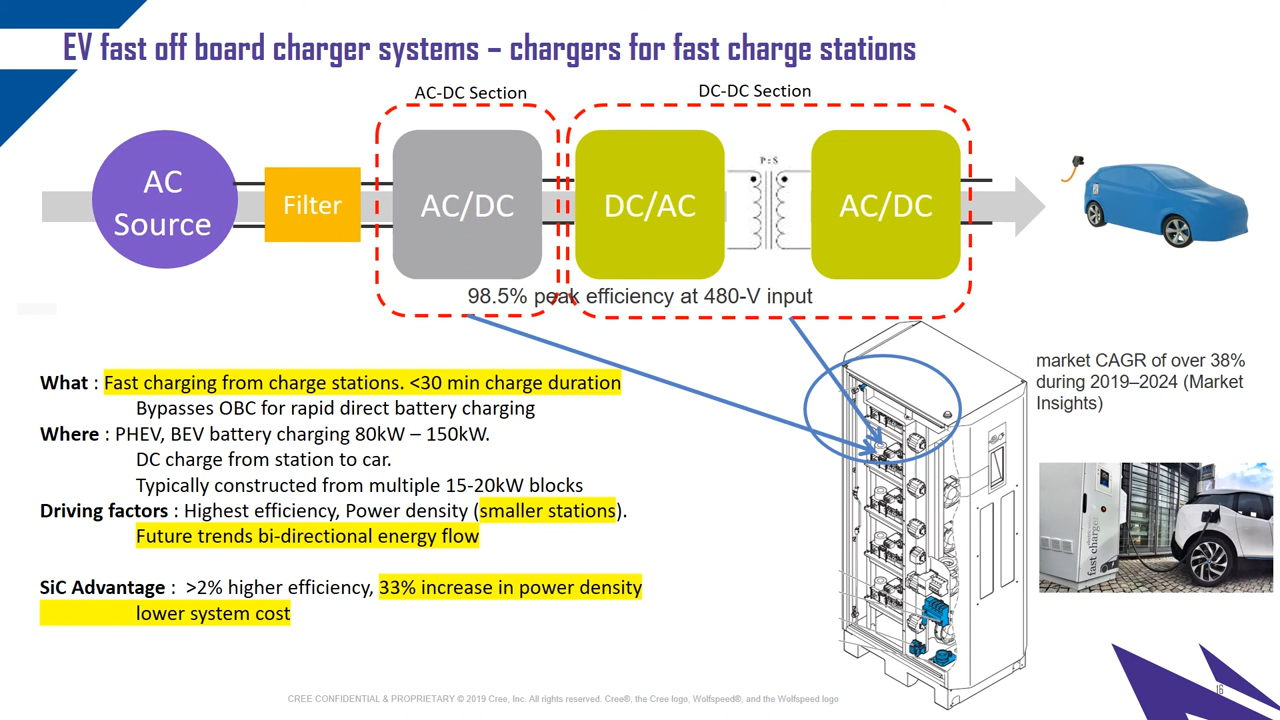 EV fast off board charger systems – chargers for fast charge stations
AC-DC Section
DC-DC Section
AC
Source
Filter
AC/DC
DC/AC
P : S
AC/DC
98.5% peak efficiency at 480-V input
market CAGR of over 38%
during 2019–2024 (Market
Insights)
What : Fast charging from charge stations. <30 min charge duration
Bypasses OBC for rapid direct battery charging
Where : PHEV, BEV battery charging 80kW – 150kW.
DC charge from station to car.
Typically constructed from multiple 15-20kW blocks
Driving factors : Highest efficiency, Power density (smaller stations).
Future trends bi-directional energy flow
SiC Advantage : >2% higher efficiency, 33% increase in power density
lower system cost
fast charger
CREE CONFIDENTIAL & PROPRIETARY © 2019 Cree, Inc. All rights reserved. Cree®, the Cree logo, Wolfspeed®, and the Wolfspeed logo
16